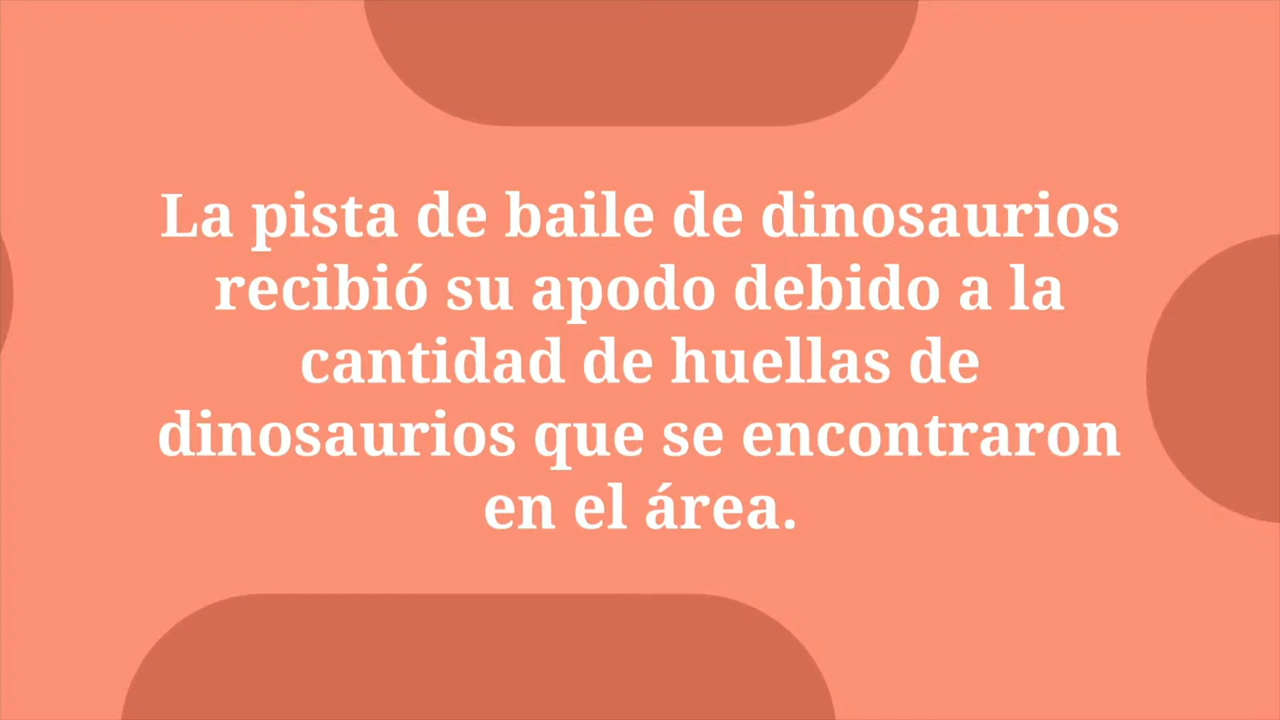 La pista de baile de dinosaurios
recibió su apodo debido a la
cantidad de huellas de
dinosaurios que se encontraron
en el área.